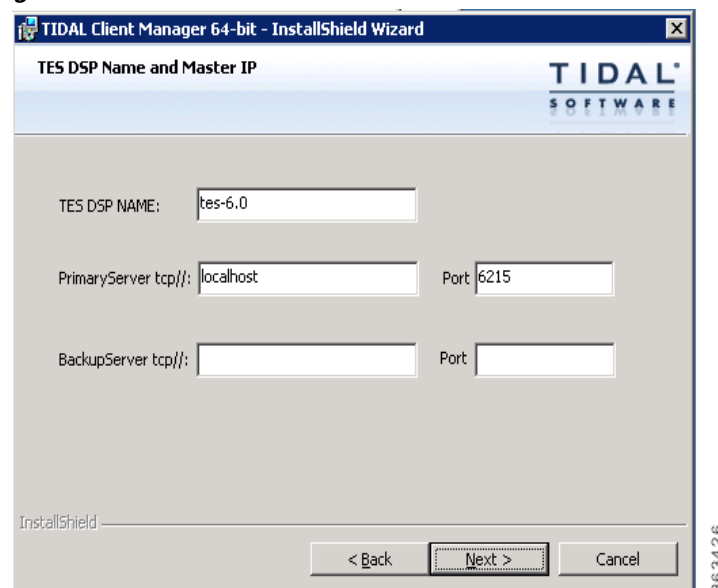 TIDAL Client Manager 64-bit - InstallShield Wizard
TES DSP Name and Master IP
TIDAL
SOFTWARE
TES DSP NAME: tes-6.0
PrimaryServer tcp//: localhost Port 6215
BackupServer tcp//: Port
InstallShield
< Back Next > Cancel